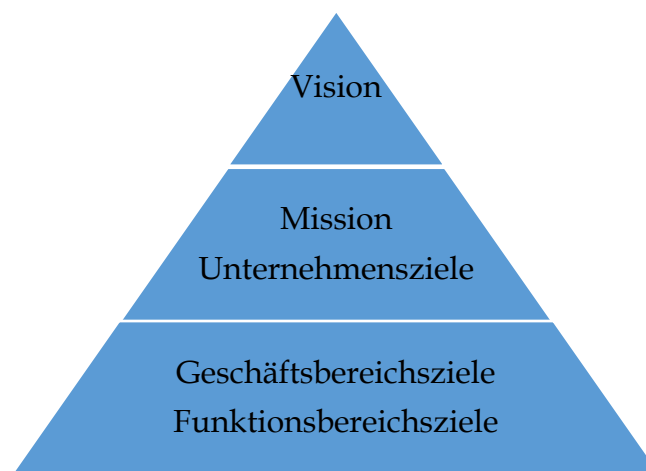 Vision
Mission
Unternehmensziele
Geschäftsbereichsziele
Funktionsbereichsziele